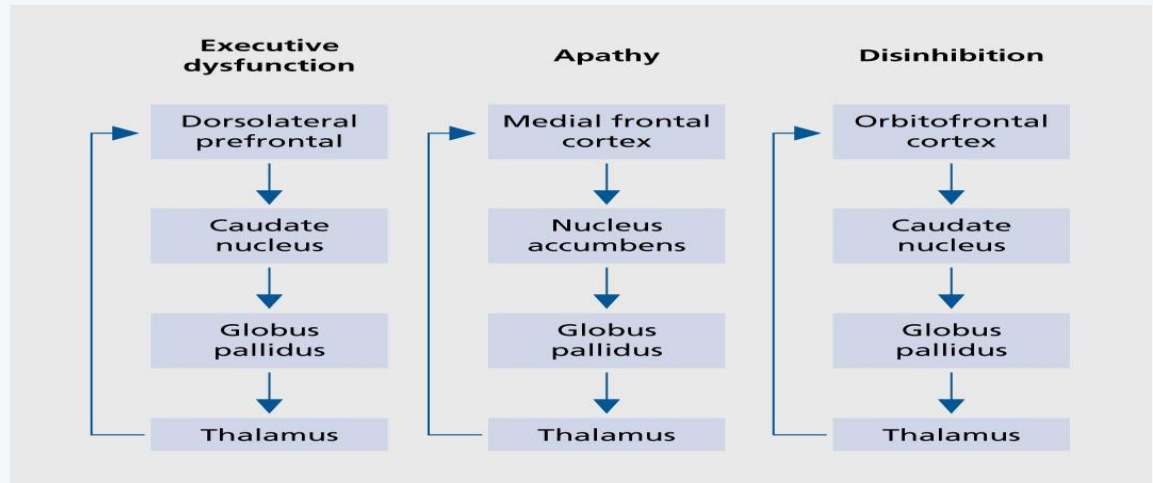 Executive
dysfunction
Dorsolateral
prefrontal
Caudate
nucleus
Globus
pallidus
Thalamus
Apathy
Medial frontal
cortex
Nucleus
accumbens
Globus
pallidus
Thalamus
Disinhibition
Orbitofrontal
cortex
Caudate
nucleus
Globus
pallidus
Thalamus